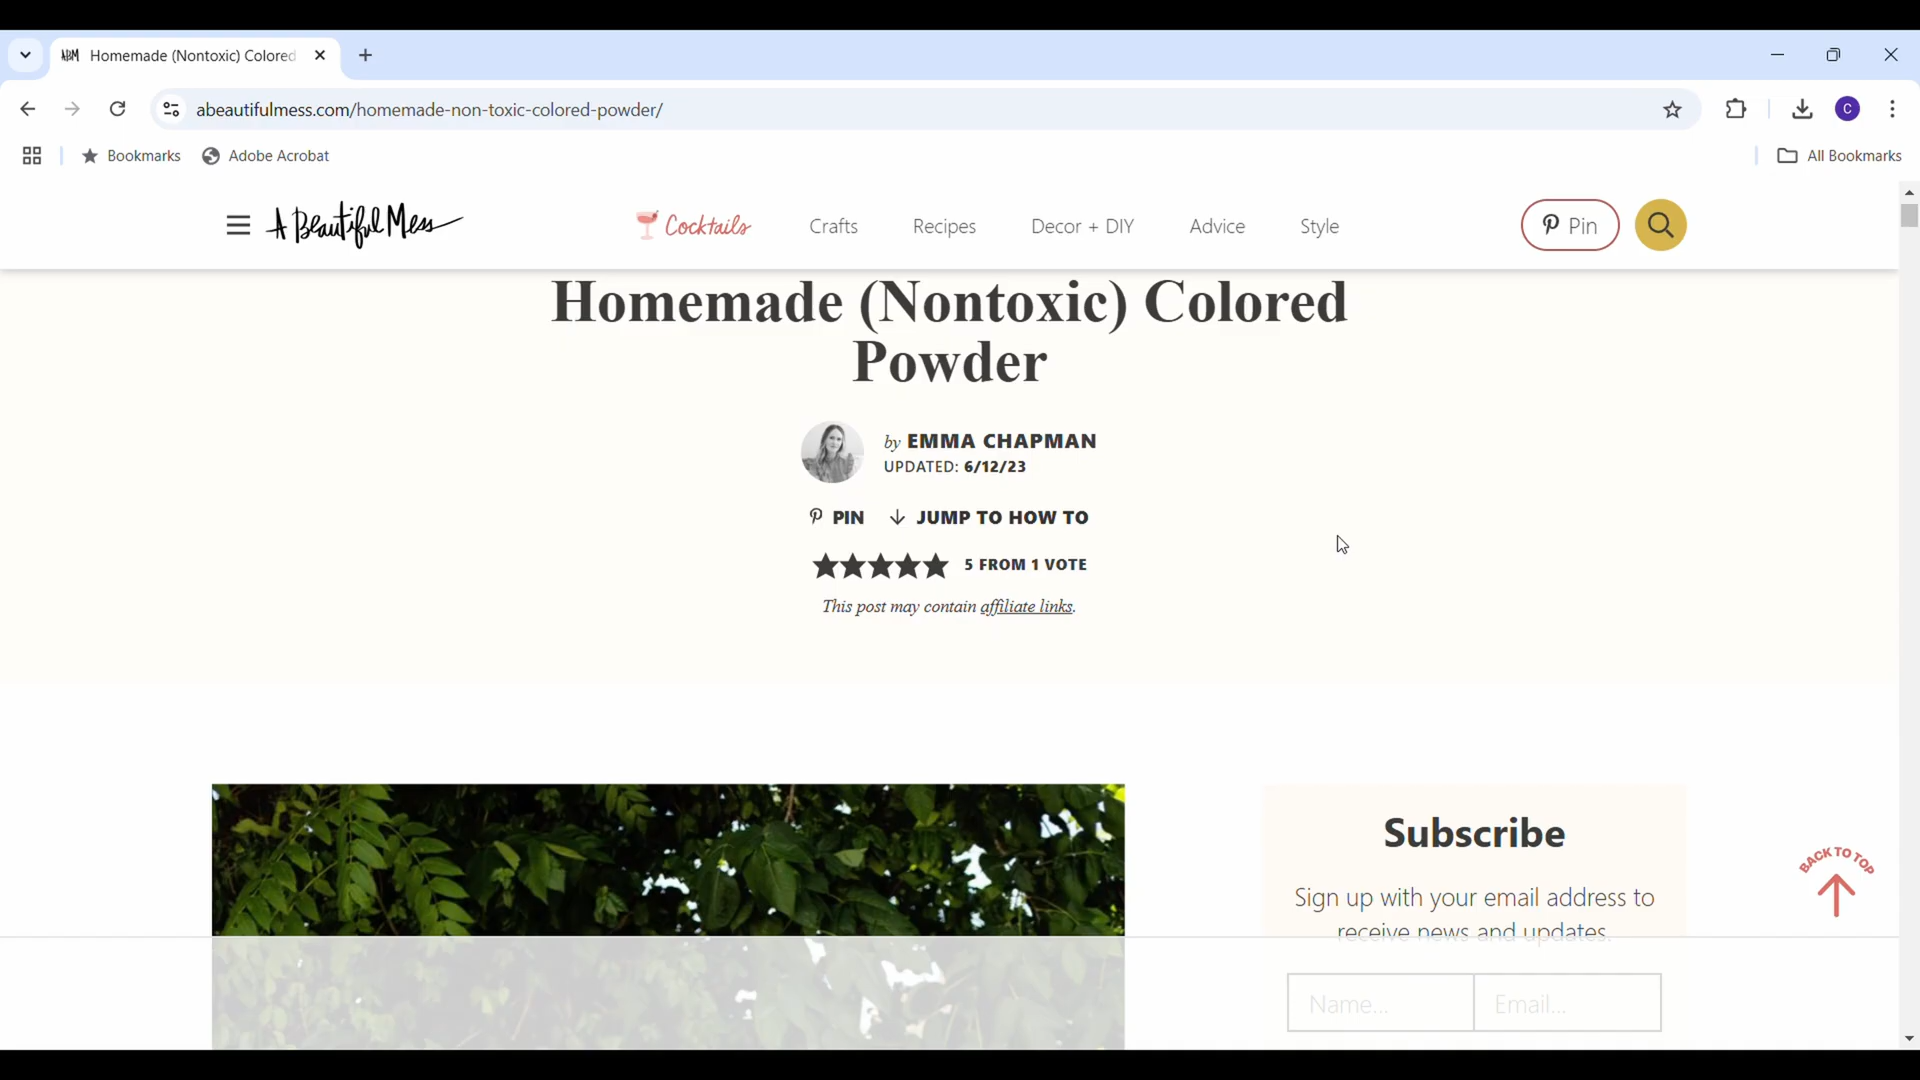 ABM Homemade (Nontoxic) Colored
abeautifulmess.com/homemade-non-toxic-colored-powder/
C
Bookmarks
Adobe Acrobat
All Bookmarks
A Beautiful Mess
Cocktails
Crafts
Recipes
Decor + DIY
Advice
Style
Pin
Homemade (Nontoxic) Colored
Powder
by EMMA CHAPMAN
UPDATED: 6/12/23
PIN
JUMP TO HOW TO
5 FROM 1 VOTE
This post may contain affiliate links.
Subscribe
Sign up with your email address to
receive news and updates.
Name...
Email...
BACK TO TOP